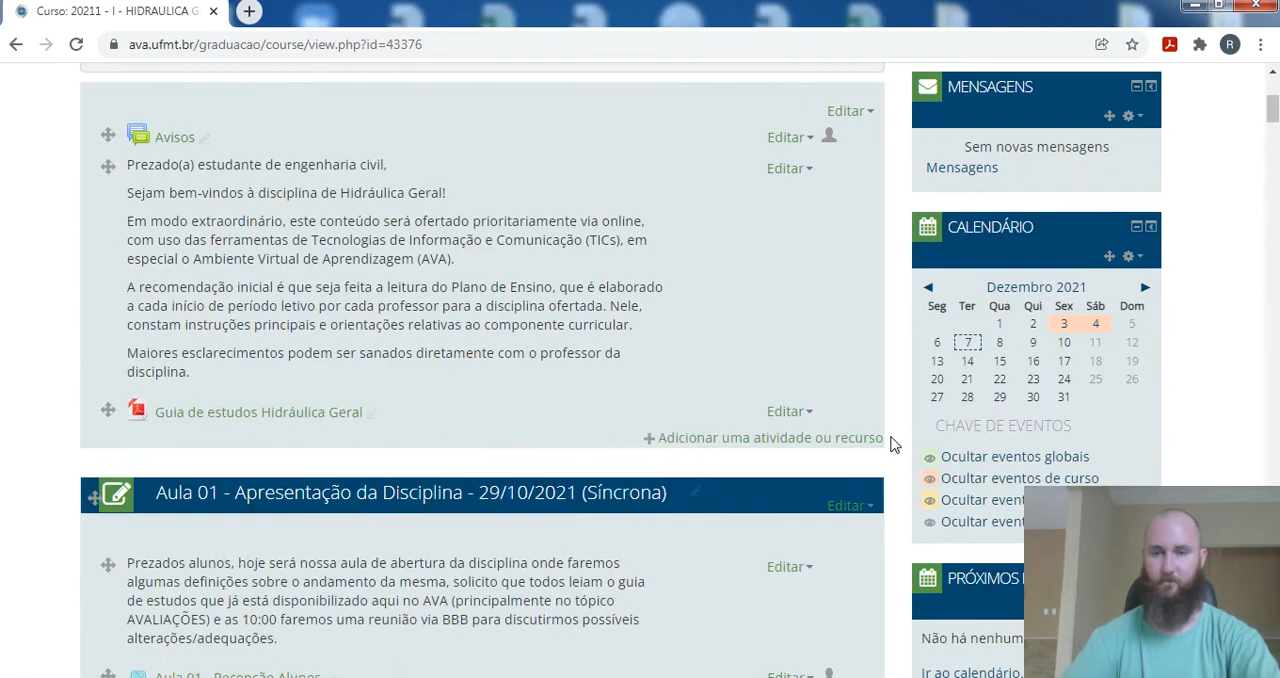 Curso: 20211 - I - HIDRAULICA G
ava.ufmt.br/graduacao/course/view.php?id=43376
R
Editar
Avisos
Editar
Prezado(a) estudante de engenharia civil,
Editar
Sejam bem-vindos à disciplina de Hidráulica Geral!
Em modo extraordinário, este conteúdo será ofertado prioritariamente via online,
com uso das ferramentas de Tecnologias de Informação e Comunicação (TICs), em
especial o Ambiente Virtual de Aprendizagem (AVA).
A recomendação inicial é que seja feita a leitura do Plano de Ensino, que é elaborado
a cada início de período letivo por cada professor para a disciplina ofertada. Nele,
constam instruções principais e orientações relativas ao componente curricular.
Maiores esclarecimentos podem ser sanados diretamente com o professor da
disciplina.
Guia de estudos Hidráulica Geral
Editar
Adicionar uma atividade ou recurso
Aula 01 - Apresentação da Disciplina - 29/10/2021 (Síncrona)
Editar
Prezados alunos, hoje será nossa aula de abertura da disciplina onde faremos
algumas definições sobre o andamento da mesma, solicito que todos leiam o guia
de estudos que já está disponibilizado aqui no AVA (principalmente no tópico
AVALIAÇÕES) e as 10:00 faremos uma reunião via BBB para discutirmos possíveis
alterações/adequações.
Editar
Aula 01 - Recepção Alunos
Editar
MENSAGENS
Sem novas mensagens
Mensagens
CALENDÁRIO
Dezembro 2021
Seg Ter Qua Qui Sex Sáb Dom
1 2 3 4 5
6 7 8 9 10 11 12
13 14 15 16 17 18 19
20 21 22 23 24 25 26
27 28 29 30 31
CHAVE DE EVENTOS
Ocultar eventos globais
Ocultar eventos de curso
Ocultar even
Ocultar even
PRÓXIMOS
Não há nenhum
Ir ao calendário